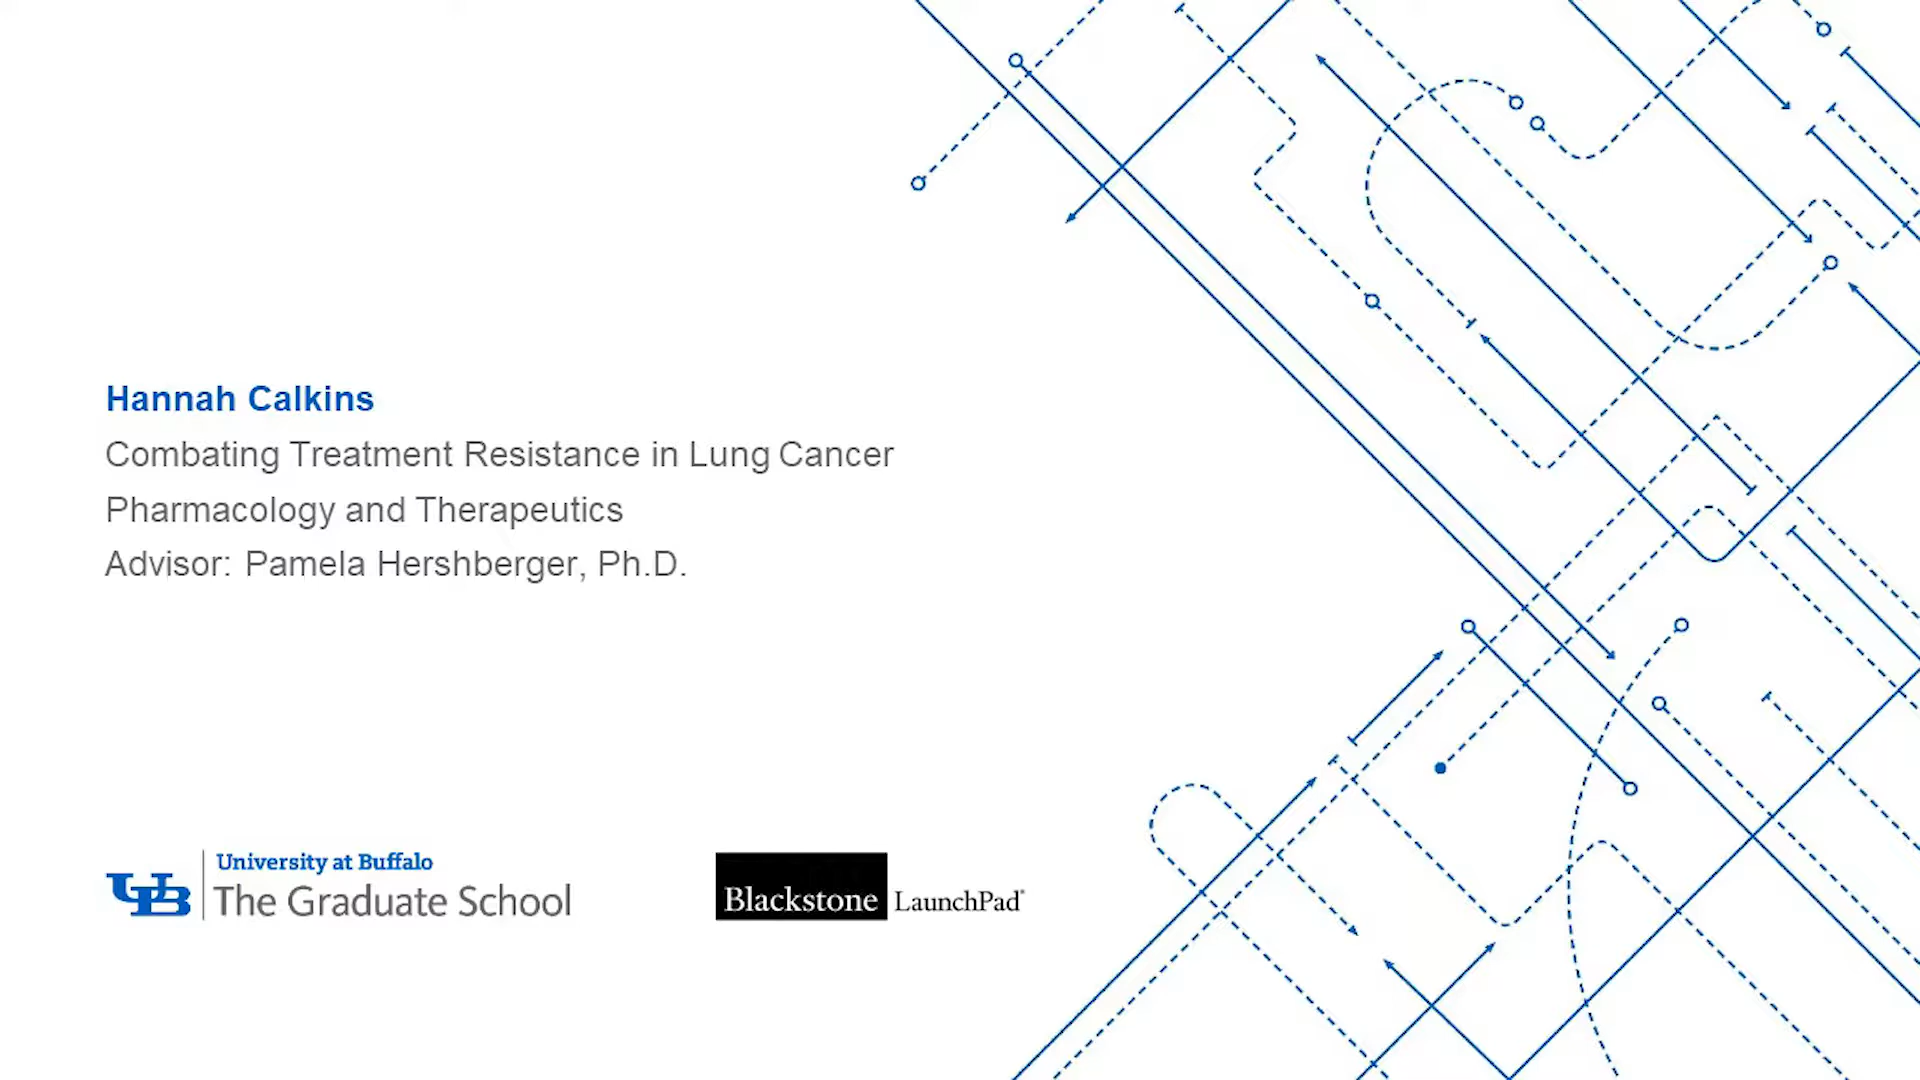 Hannah Calkins
Combating Treatment Resistance in Lung Cancer
Pharmacology and Therapeutics
Advisor: Pamela Hershberger, Ph.D.
UB
University at Buffalo
The Graduate School
Blackstone LaunchPad®